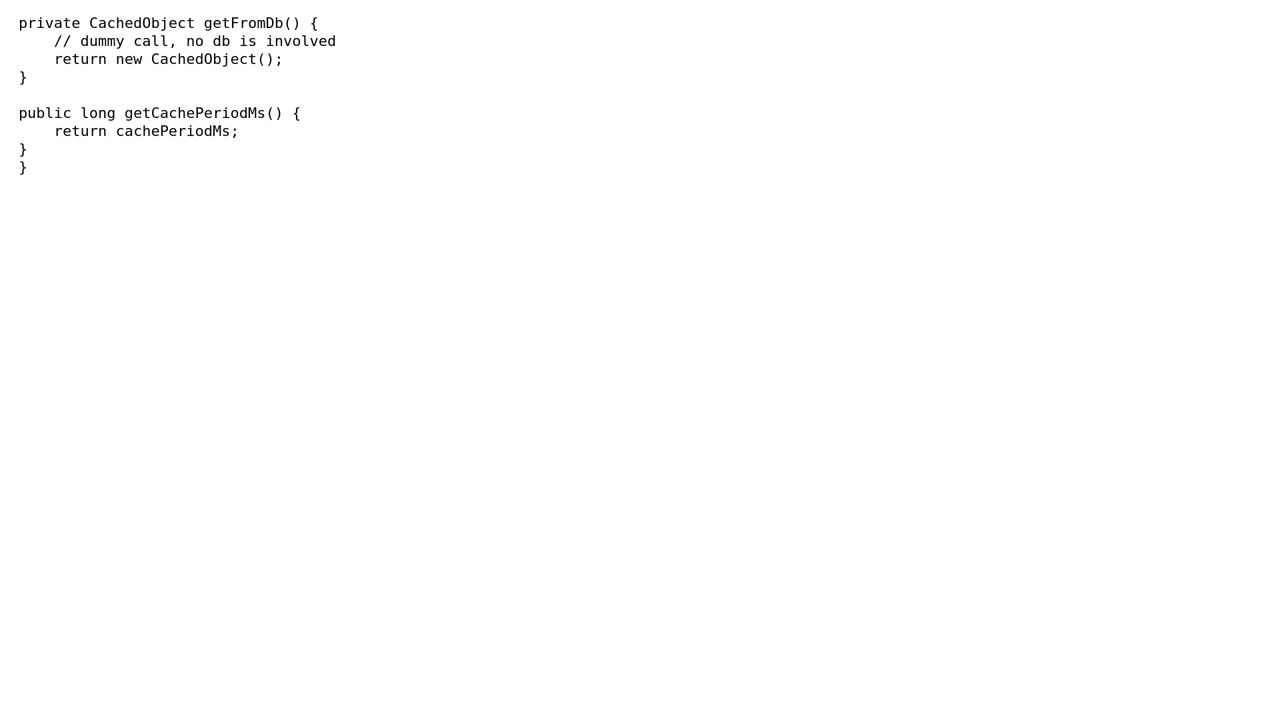 private CachedObject getFromDb() {
    // dummy call, no db is involved
    return new CachedObject();
}

public long getCachePeriodMs() {
    return cachePeriodMs;
}
}